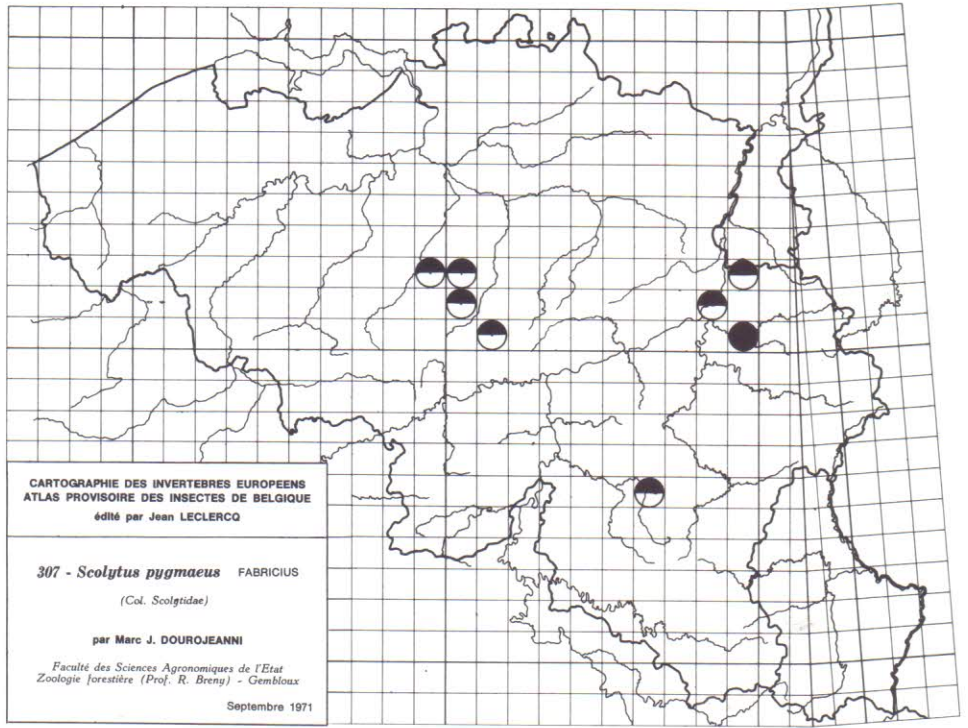 CARTOGRAPHIE DES INVERTEBRES EUROPEENS
ATLAS PROVISOIRE DES INSECTES DE BELGIQUE
édité par Jean LECLERCQ
307 - Scolytus pygmaeus FABRICIUS
(Col. Scolytidae)
par Marc J. DOUROJEANNI
Faculté des Sciences Agronomiques de l'Etat
Zoologie forestière (Prof. R. Breny) - Gembloux
Septembre 1971